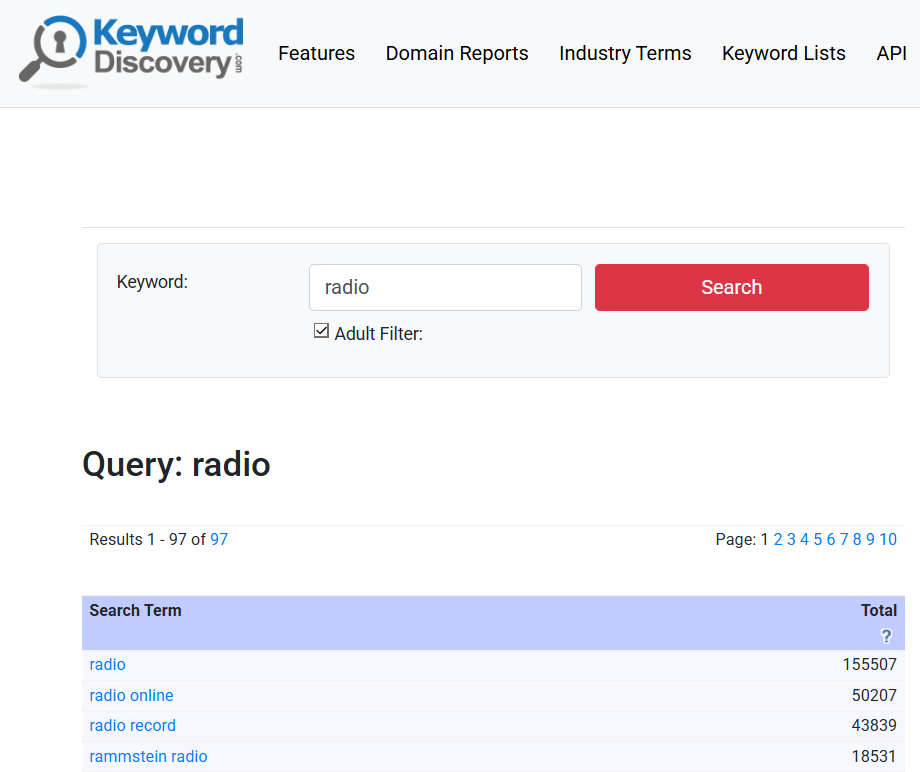 Keyword
Discovery.com
Features Domain Reports Industry Terms Keyword Lists API
Keyword: radio Search
Adult Filter:
Query: radio
Results 1 - 97 of 97 Page: 1 2 3 4 5 6 7 8 9 10
Search Term Total
?
radio 155507
radio online 50207
radio record 43839
rammstein radio 18531